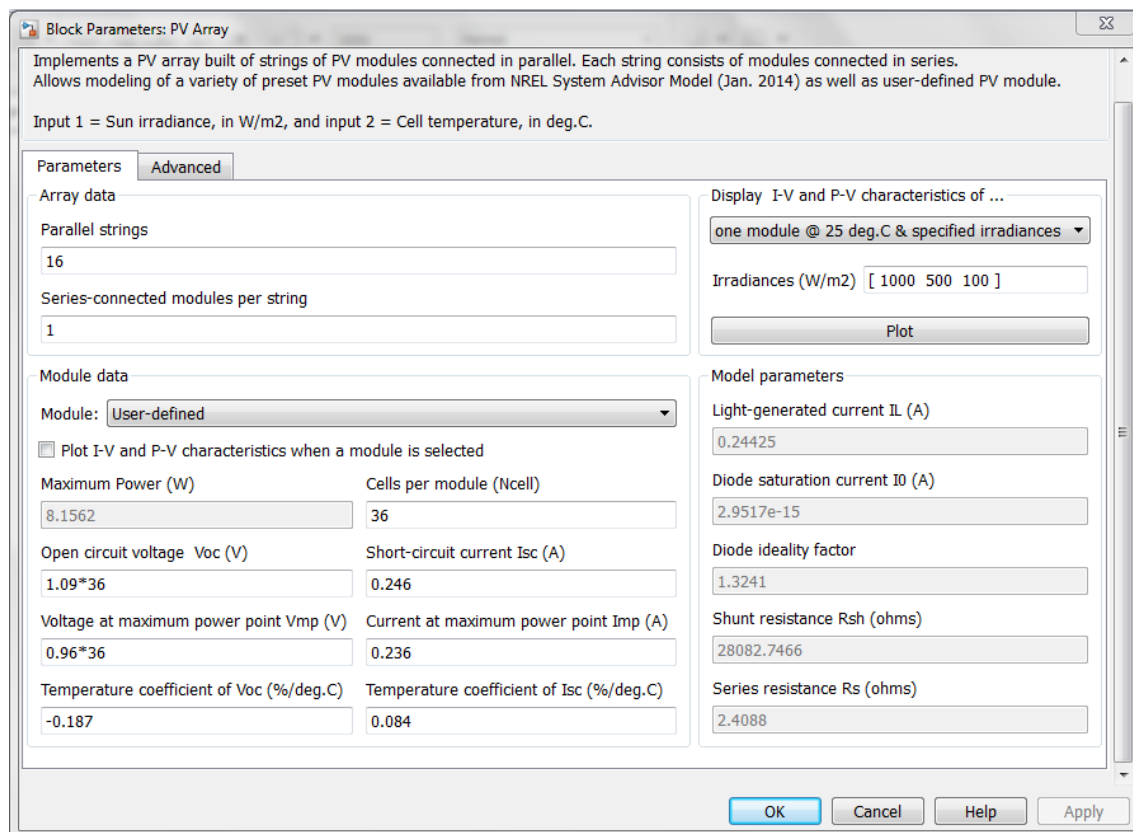 Block Parameters: PV Array
Implements a PV array built of strings of PV modules connected in parallel. Each string consists of modules connected in series.
Allows modeling of a variety of preset PV modules available from NREL System Advisor Model (Jan. 2014) as well as user-defined PV module.
Input 1 = Sun irradiance, in W/m2, and input 2 = Cell temperature, in deg.C.
Parameters Advanced
Array data
Parallel strings
16
Series-connected modules per string
1
Display I-V and P-V characteristics of ...
one module @ 25 deg.C & specified irradiances
Irradiances (W/m2) [ 1000 500 100 ]
Plot
Module data
Module: User-defined
Plot I-V and P-V characteristics when a module is selected
Maximum Power (W) Cells per module (Ncell)
8.1562 36
Open circuit voltage Voc (V) Short-circuit current Isc (A)
1.09*36 0.246
Voltage at maximum power point Vmp (V) Current at maximum power point Imp (A)
0.96*36 0.236
Temperature coefficient of Voc (%/deg.C) Temperature coefficient of Isc (%/deg.C)
-0.187 0.084
Model parameters
Light-generated current IL (A)
0.24425
Diode saturation current I0 (A)
2.9517e-15
Diode ideality factor
1.3241
Shunt resistance Rsh (ohms)
28082.7466
Series resistance Rs (ohms)
2.4088
OK Cancel Help Apply